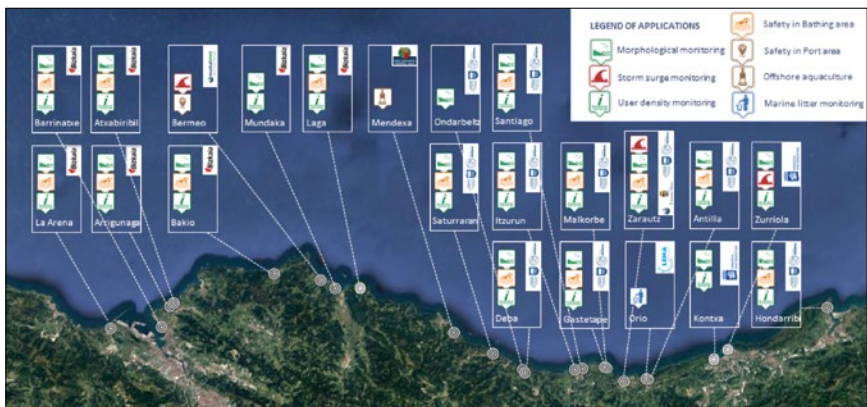 LEGEND OF APPLICATIONS
Morphological monitoring
Storm surge monitoring
User density monitoring
Safety in Bathing area
Safety in Port area
Offshore aquaculture
Marine litter monitoring
Barrinatxe
Atxabiribil
Bermeo
Mundaka
Laga
Mendexa
Ondarbeltz
Santiago
La Arena
Arrigunaga
Bakio
Saturraran
Itzurun
Malkorbe
Zarautz
Antilla
Zurriola
Deba
Gaztetape
Orio
Kontxa
Hondarribi